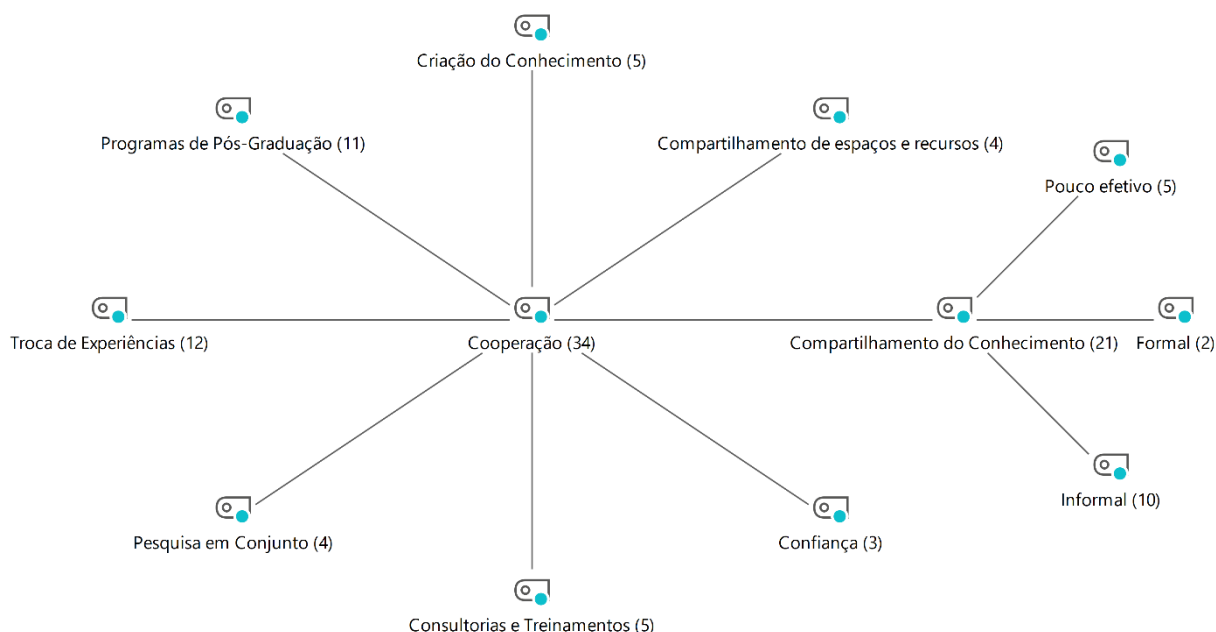 Criação do Conhecimento (5)
Programas de Pós-Graduação (11)
Compartilhamento de espaços e recursos (4)
Pouco efetivo (5)
Troca de Experiências (12)
Cooperação (34)
Compartilhamento do Conhecimento (21)
Formal (2)
Informal (10)
Pesquisa em Conjunto (4)
Confiança (3)
Consultorias e Treinamentos (5)